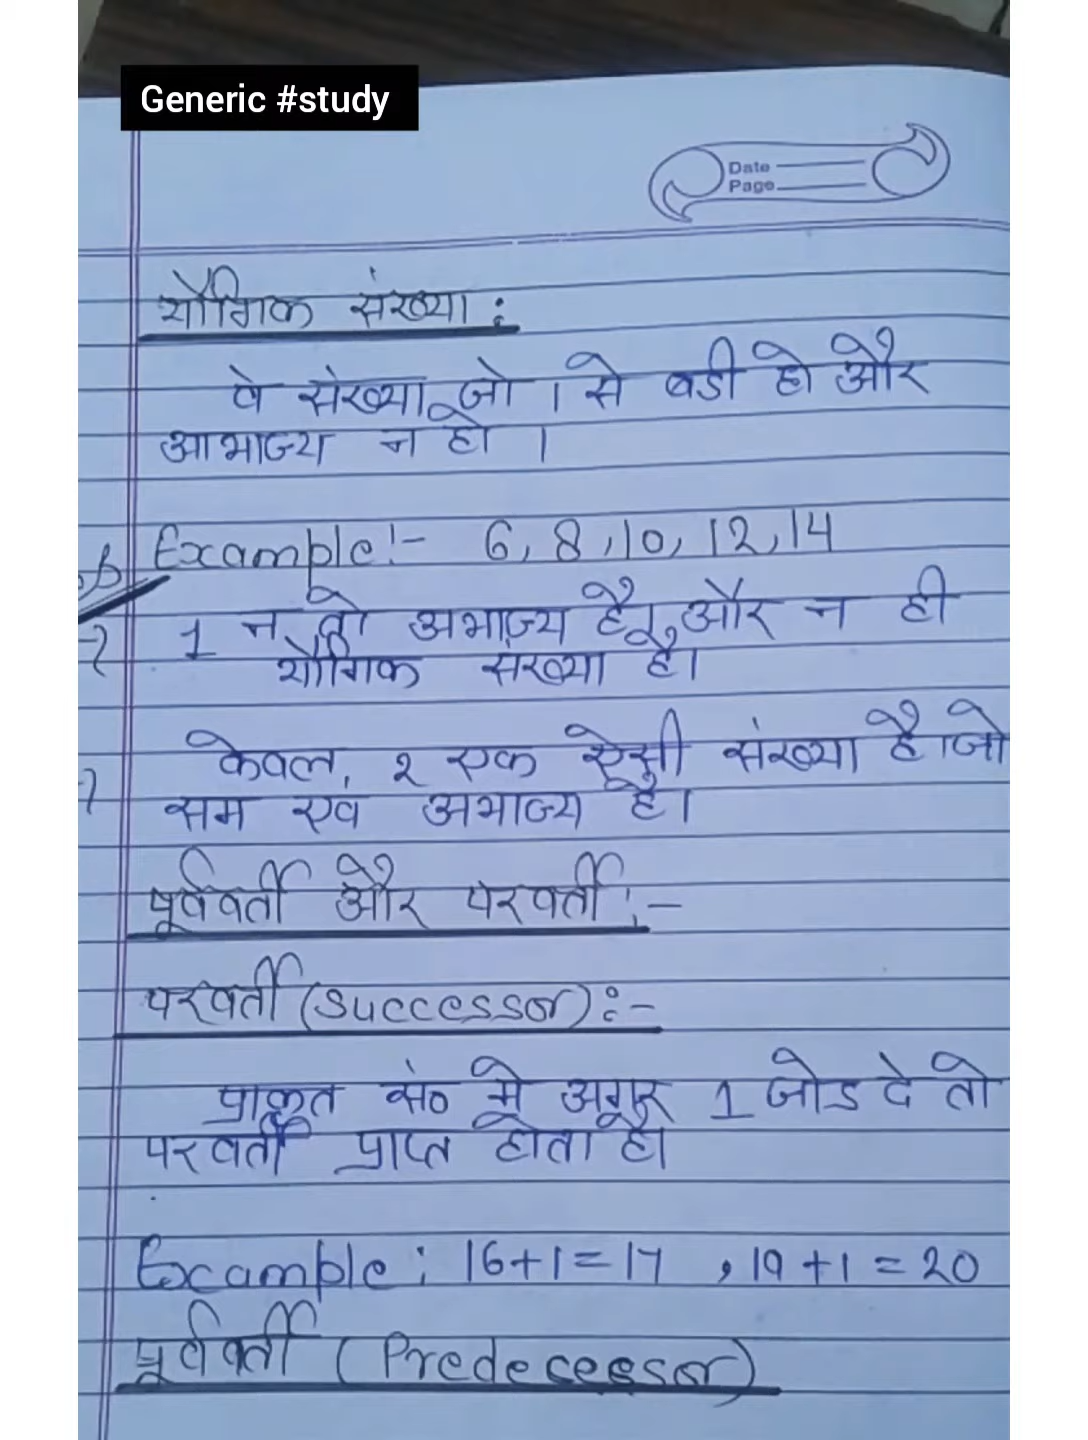 Generic #study
Date
Page
यौगिक संख्या :
वे संख्या जो 1 से बडी हो और
आभाज्य न हो ।
Example:- 6, 8, 10, 12, 14
1 न तो अभाज्य है, और न ही
यौगिक संख्या है।
केवल, 2 एक ऐसी संख्या है जो
सम एवं अभाज्य है।
पूर्ववर्ती और परवर्ती :-
परवर्ती (successor) :-
प्राकृत सं० मे अगर 1 जोड दे तो
परवर्ती प्राप्त होता है।
Example : 16+1=17 , 19+1=20
पूर्ववर्ती (Predecessor)